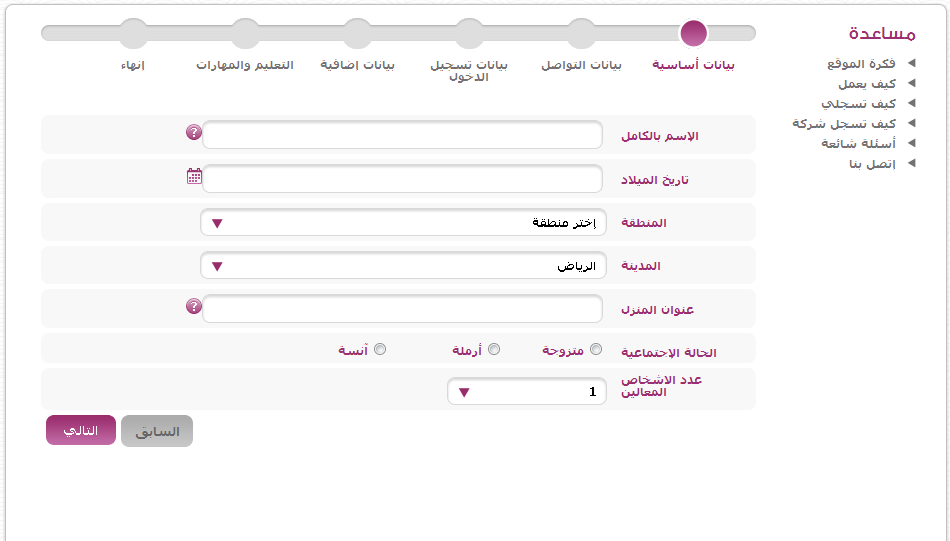 مساعدة
فكرة الموقع
كيف يعمل
كيف تسجلي
كيف تسجل شركة
أسئلة شائعة
إتصل بنا
بيانات أساسية
بيانات التواصل
بيانات تسجيل
الدخول
بيانات إضافية
التعليم والمهارات
إنهاء
الإسم بالكامل
?
تاريخ الميلاد
المنطقة
إختر منطقة
المدينة
الرياض
عنوان المنزل
?
الحالة الإجتماعية
متزوجة
أرملة
آنسة
عدد الاشخاص
المعالين
1
السابق
التالي